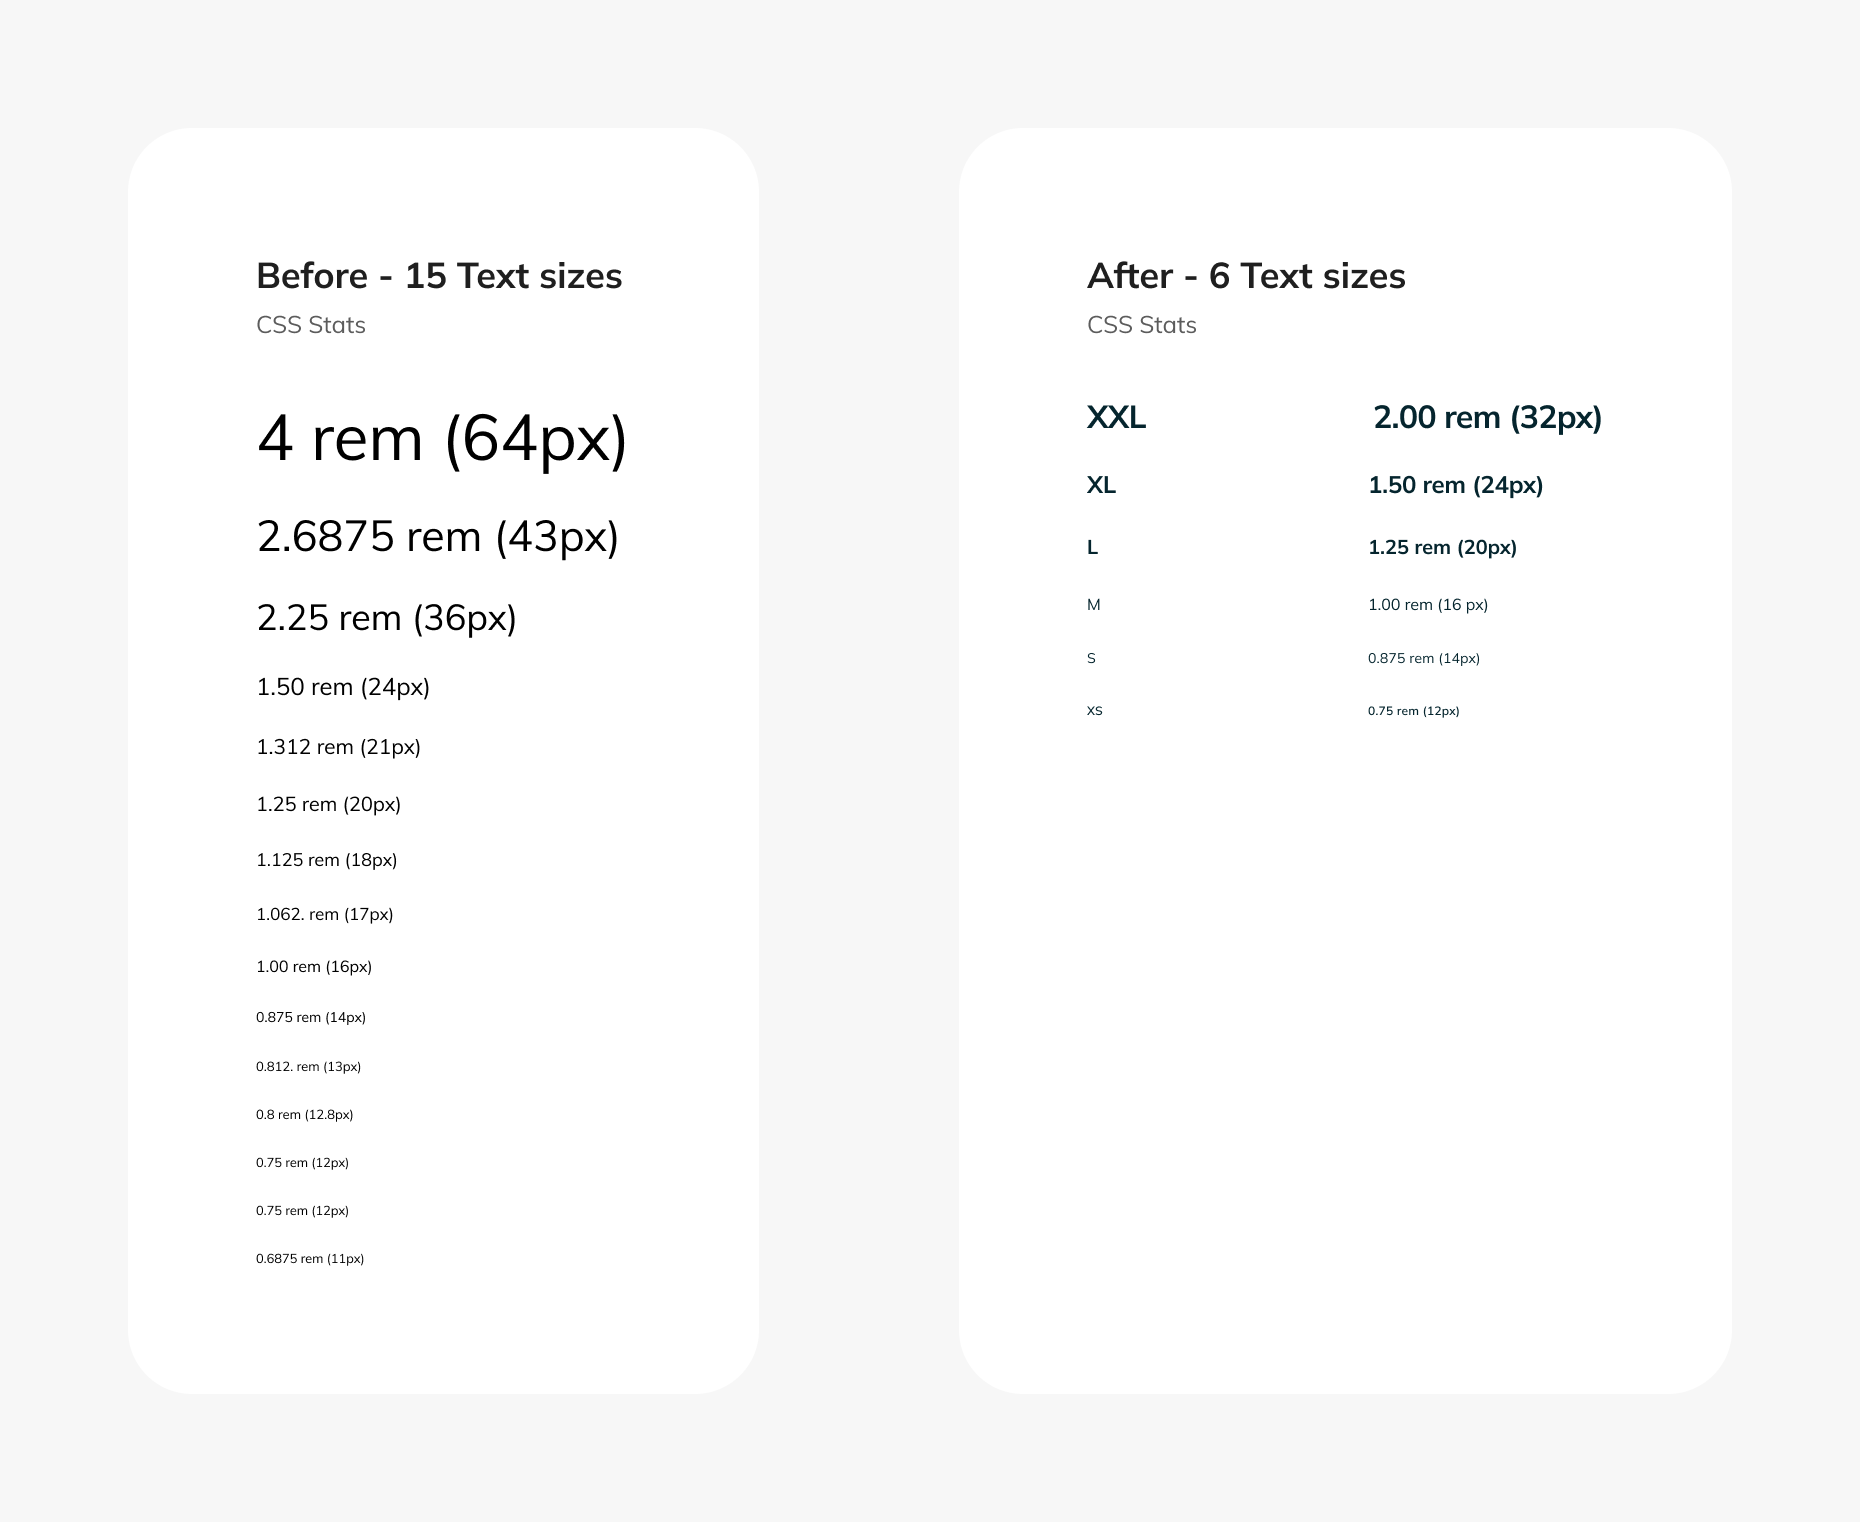 Before - 15 Text sizes
CSS Stats
4 rem (64px)
2.6875 rem (43px)
2.25 rem (36px)
1.50 rem (24px)
1.312 rem (21px)
1.25 rem (20px)
1.125 rem (18px)
1.062. rem (17px)
1.00 rem (16px)
0.875 rem (14px)
0.812. rem (13px)
0.8 rem (12.8px)
0.75 rem (12px)
0.75 rem (12px)
0.6875 rem (11px)
After - 6 Text sizes
CSS Stats
XXL 2.00 rem (32px)
XL 1.50 rem (24px)
L 1.25 rem (20px)
M 1.00 rem (16 px)
S 0.875 rem (14px)
XS 0.75 rem (12px)